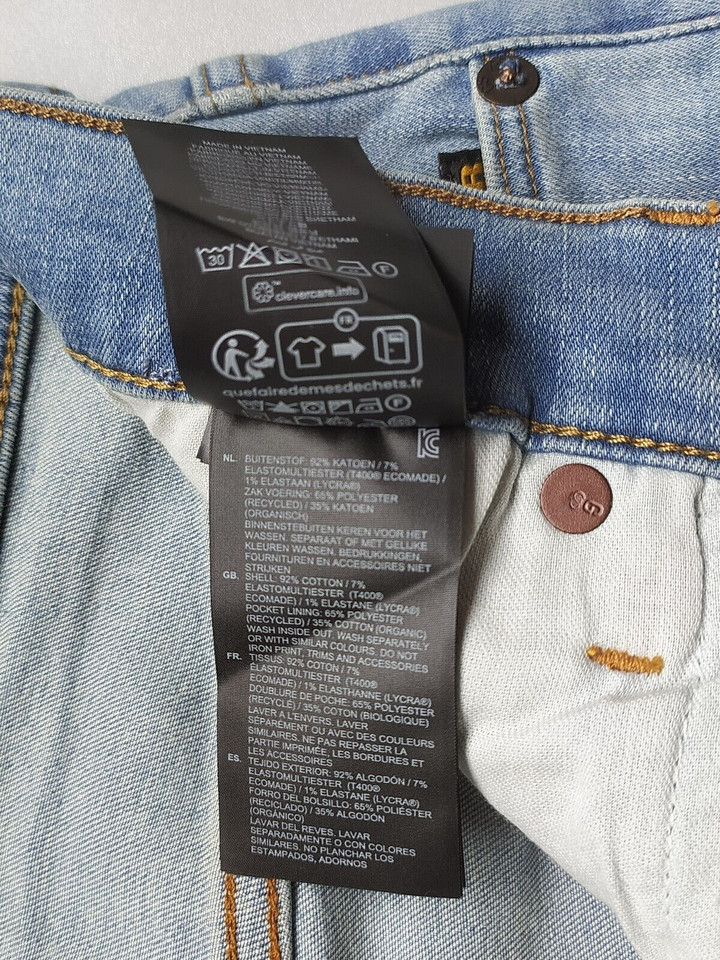 MADE IN VIETNAM
VIETNAM
30
F
clevercare.info
™
FR
quefairedemesdechets.fr
NL. BUITENSTOF: 92% KATOEN / 7%
ELASTOMULTIESTER (T400® ECOMADE) /
1% ELASTAAN (LYCRA®)
ZAK VOERING: 65% POLYESTER
(RECYCLED) / 35% KATOEN
(ORGANISCH)
BINNENSTEBUITEN KEREN VOOR HET
WASSEN. SEPARAAT OF MET GELIJKE
KLEUREN WASSEN. BEDRUKKINGEN,
FOURNITUREN EN ACCESSOIRES NIET
STRIJKEN
GB. SHELL: 92% COTTON / 7%
ELASTOMULTIESTER (T400®
ECOMADE) / 1% ELASTANE (LYCRA®)
POCKET LINING: 65% POLYESTER
(RECYCLED) / 35% COTTON (ORGANIC)
WASH INSIDE OUT. WASH SEPARATELY
OR WITH SIMILAR COLOURS. DO NOT
IRON PRINT, TRIMS AND ACCESSORIES
FR. TISSUS: 92% COTON / 7%
ÉLASTOMULTIESTER (T400®
ECOMADE) / 1% ELASTHANNE (LYCRA®)
DOUBLURE DE POCHE: 65% POLYESTER
(RECYCLÉ) / 35% COTON (BIOLOGIQUE)
LAVER A L'ENVERS. LAVER
SÉPARÉMENT OU AVEC DES COULEURS
SIMILAIRES. NE PAS REPASSER LA
PARTIE IMPRIMÉE, LES BORDURES ET
LES ACCESSOIRES
ES. TEJIDO EXTERIOR: 92% ALGODÓN / 7%
ELASTOMULTIESTER (T400®
ECOMADE) / 1% ELASTANE (LYCRA®)
FORRO DEL BOLSILLO: 65% POLIÉSTER
(RECICLADO) / 35% ALGODÓN
(ORGÁNICO)
LAVAR DEL REVES. LAVAR
SEPARADAMENTE O CON COLORES
SIMILARES. NO PLANCHAR LOS
ESTAMPADOS, ADORNOS